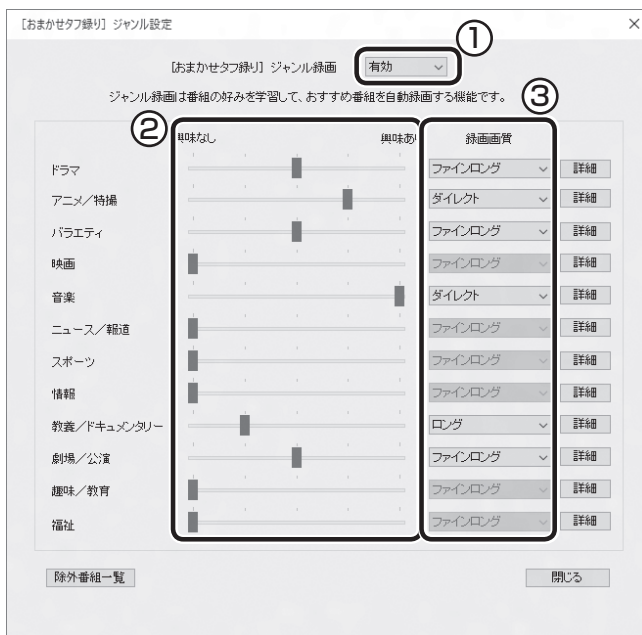 [おまかせタフ録り] ジャンル設定 ×
①
[おまかせタフ録り] ジャンル録画 有効
ジャンル録画は番組の好みを学習して、おすすめ番組を自動録画する機能です。 ③
② 興味なし 興味あり 録画画質
ドラマ ファインロング 詳細
アニメ/特撮 ダイレクト 詳細
バラエティ ファインロング 詳細
映画 ファインロング 詳細
音楽 ダイレクト 詳細
ニュース/報道 ファインロング 詳細
スポーツ ファインロング 詳細
情報 ファインロング 詳細
教養/ドキュメンタリー ロング 詳細
劇場/公演 ファインロング 詳細
趣味/教育 ファインロング 詳細
福祉 ファインロング 詳細
除外番組一覧 閉じる